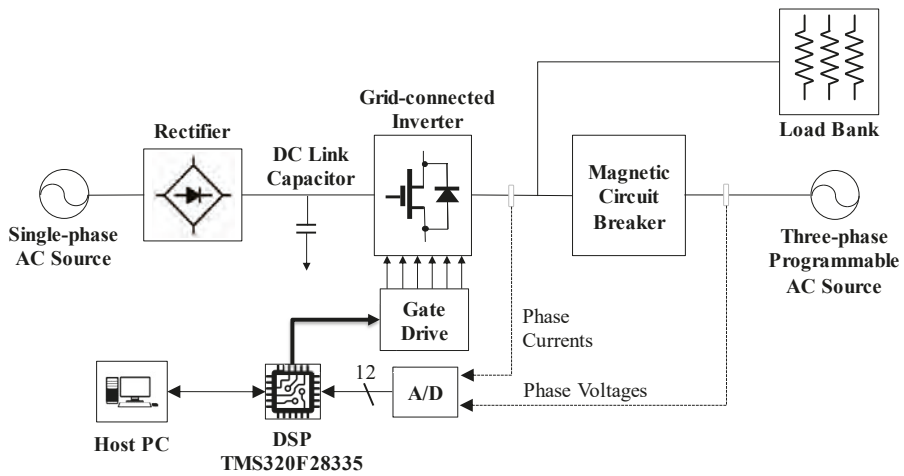 Grid-connected
Inverter
Load Bank
Rectifier
DC Link
Capacitor
Magnetic
Circuit
Breaker
Single-phase
AC Source
Three-phase
Programmable
AC Source
Gate
Drive
Phase
Currents
12
A/D
Phase Voltages
Host PC
DSP
TMS320F28335